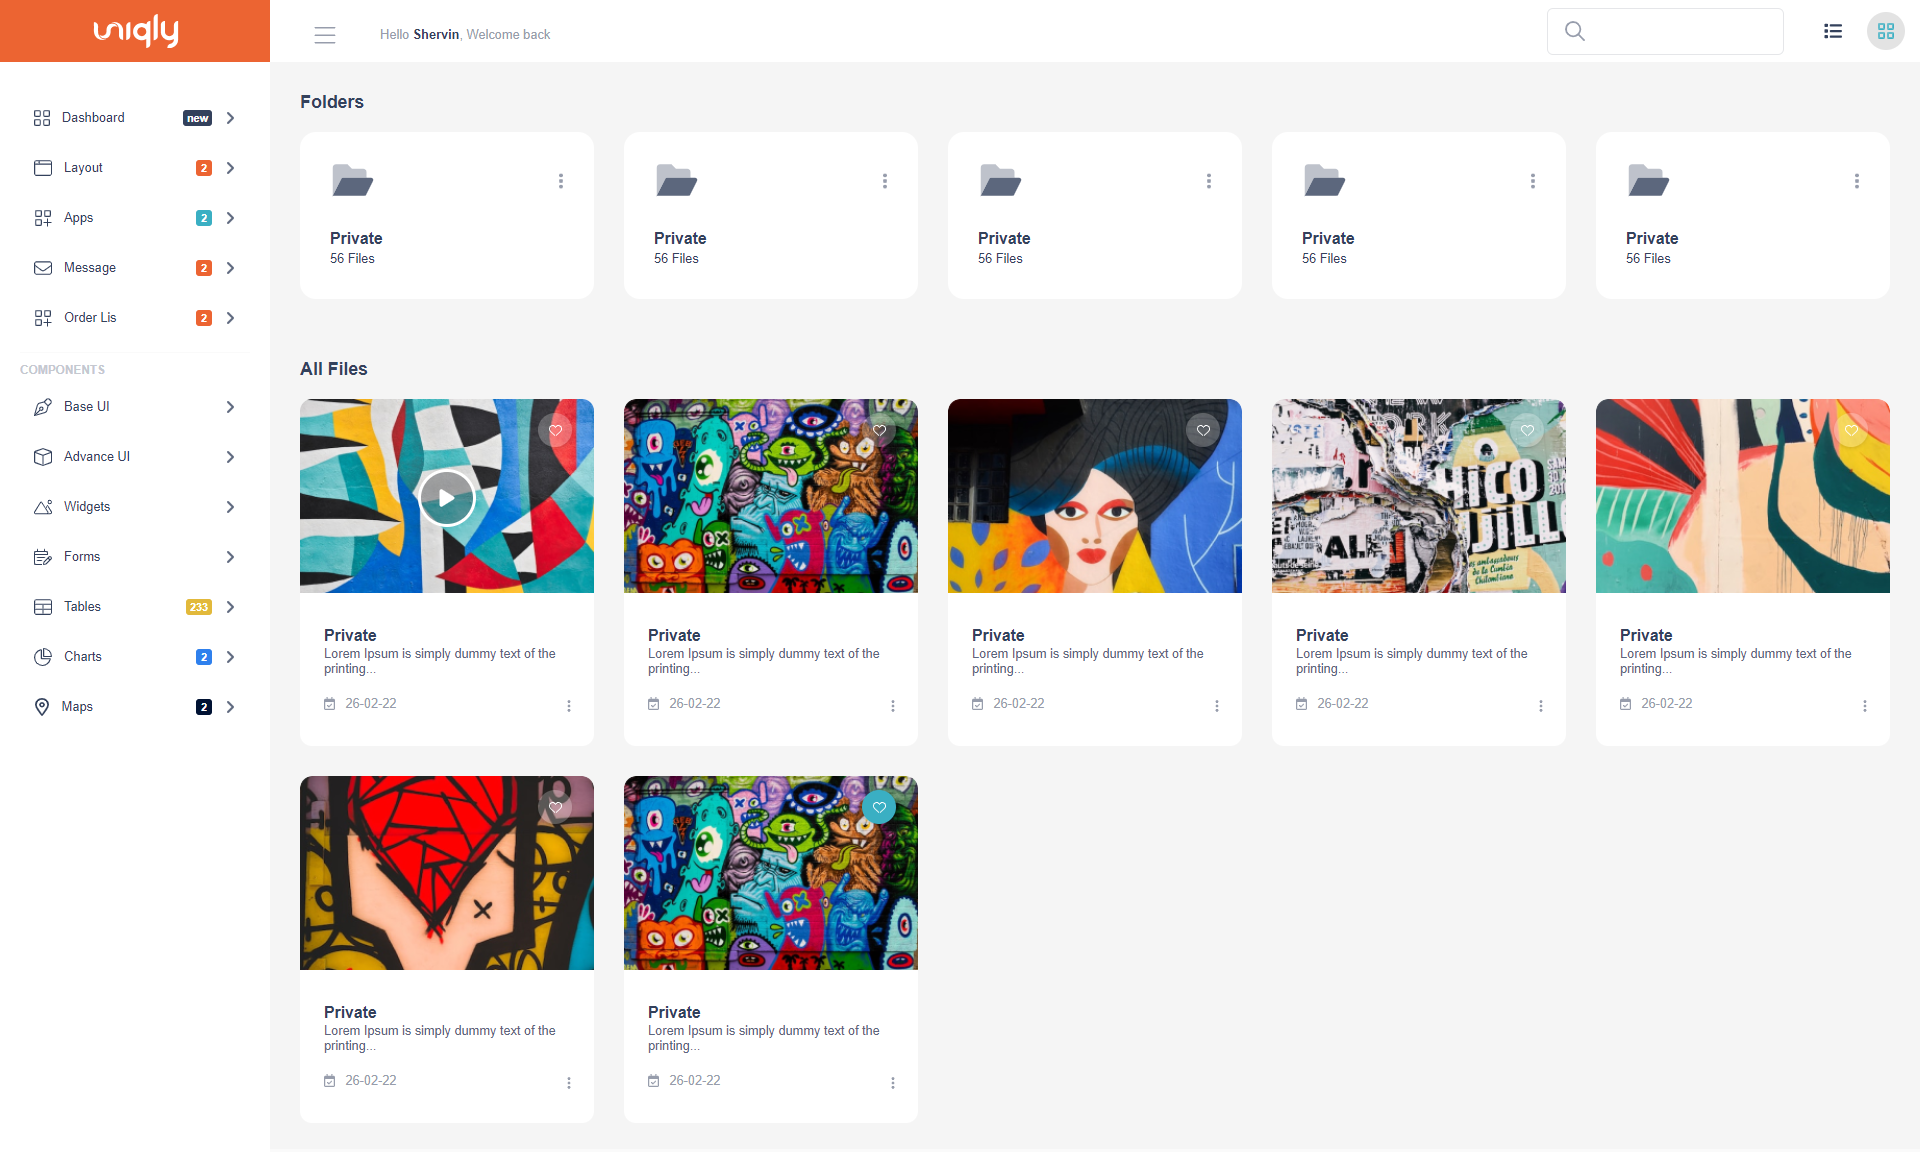 uniqly
Hello Shervin, Welcome back
Dashboard new
Layout 2
Apps 2
Message 2
Order Lis 2
COMPONENTS
Base UI
Advance UI
Widgets
Forms
Tables 233
Charts 2
Maps 2
Folders
Private
56 Files
Private
56 Files
Private
56 Files
Private
56 Files
Private
56 Files
All Files
Private
Lorem Ipsum is simply dummy text of the
printing...
26-02-22
Private
Lorem Ipsum is simply dummy text of the
printing...
26-02-22
HICO
Private
Lorem Ipsum is simply dummy text of the
printing...
26-02-22
Private
Lorem Ipsum is simply dummy text of the
printing...
26-02-22
Private
Lorem Ipsum is simply dummy text of the
printing...
26-02-22
Private
Lorem Ipsum is simply dummy text of the
printing...
26-02-22
Private
Lorem Ipsum is simply dummy text of the
printing...
26-02-22